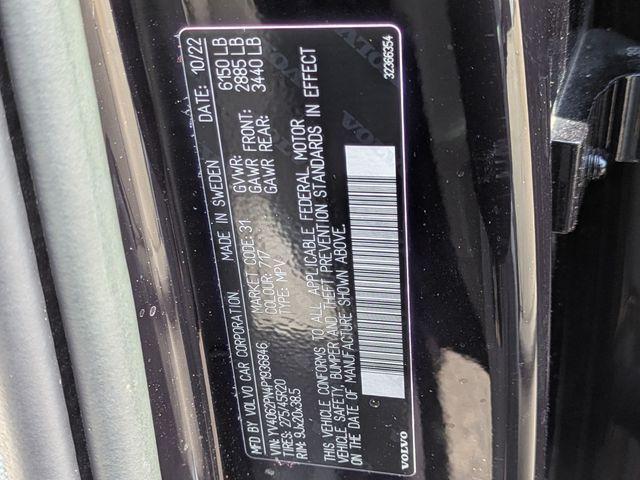 MFD BY VOLVO CAR CORPORATION MADE IN SWEDEN DATE: 10/22
VIN: YV4062PN4P1936846 MARKET CODE: 31 GVWR: 6150 LB
TIRES: 275/45R20 COLOUR: 717 GAWR FRONT: 2885 LB
RIM: 9Jx20x38.5 TYPE: MPV GAWR REAR: 3440 LB
THIS VEHICLE CONFORMS TO ALL APPLICABLE FEDERAL MOTOR
VEHICLE SAFETY, BUMPER AND THEFT PREVENTION STANDARDS IN EFFECT
ON THE DATE OF MANUFACTURE SHOWN ABOVE.
VOLVO 32366354